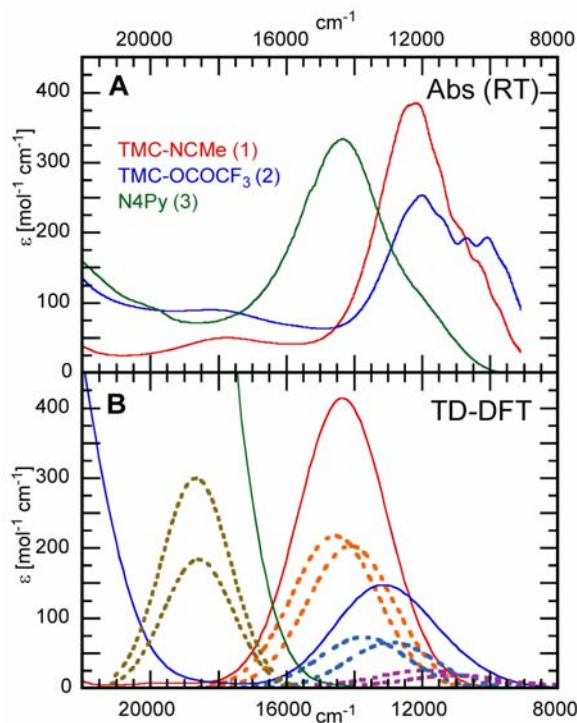 cm⁻¹
20000 16000 12000 8000
A
Abs (RT)
400
300
200
100
0
ε [mol⁻¹ cm⁻¹]
TMC-NCMe (1)
TMC-OCOCF₃ (2)
N4Py (3)
B
TD-DFT
400
300
200
100
0
ε [mol⁻¹ cm⁻¹]
20000 16000 12000 8000
cm⁻¹